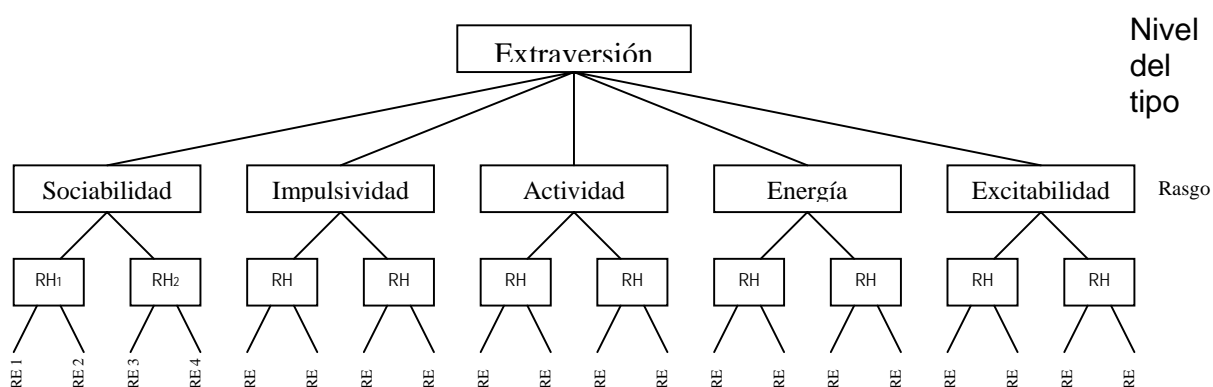 Extraversión
Nivel
del
tipo
Sociabilidad Impulsividad Actividad Energía Excitabilidad Rasgo
RH1 RH2 RH RH RH RH RH RH RH RH
RE 1 RE 2 RE 3 RE 4 RE RE RE RE RE RE RE RE RE RE RE RE RE RE RE RE